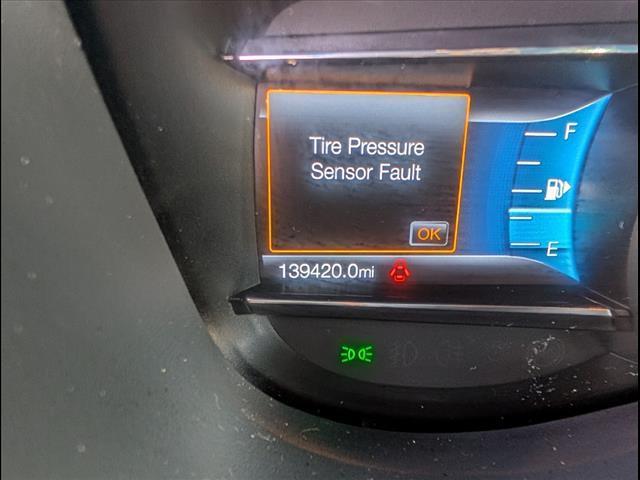 Tire Pressure
Sensor Fault
OK
F
E
139420.0mi